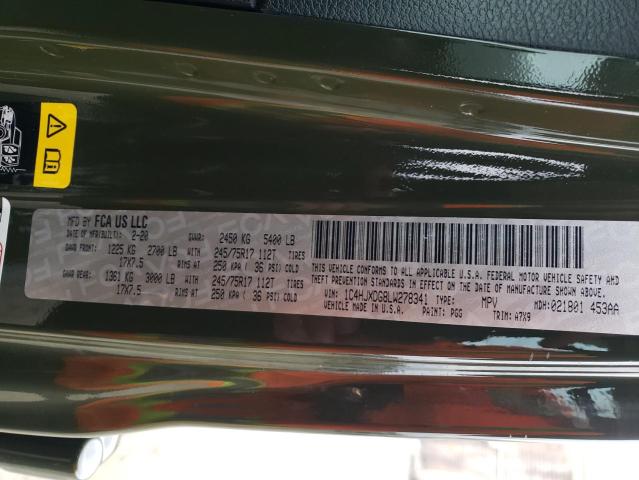 MFD BY FCA US LLC
DATE OF MFR(BUILT): 2-20 GVWR: 2450 KG 5400 LB
GAWR FRONT: 1225 KG 2700 LB WITH 245/75R17 112T TIRES
17X7.5 RIMS AT 250 KPA ( 36 PSI) COLD
GAWR REAR: 1361 KG 3000 LB WITH 245/75R17 112T TIRES
17X7.5 RIMS AT 250 KPA ( 36 PSI) COLD
THIS VEHICLE CONFORMS TO ALL APPLICABLE U.S.A. FEDERAL MOTOR VEHICLE SAFETY AND
THEFT PREVENTION STANDARDS IN EFFECT ON THE DATE OF MANUFACTURE SHOWN ABOVE.
VIN: 1C4HJXDG8LW278341 TYPE: MPV MDH: 021801 453AA
VEHICLE MADE IN U.S.A. PAINT: PGG TRIM: A7X9